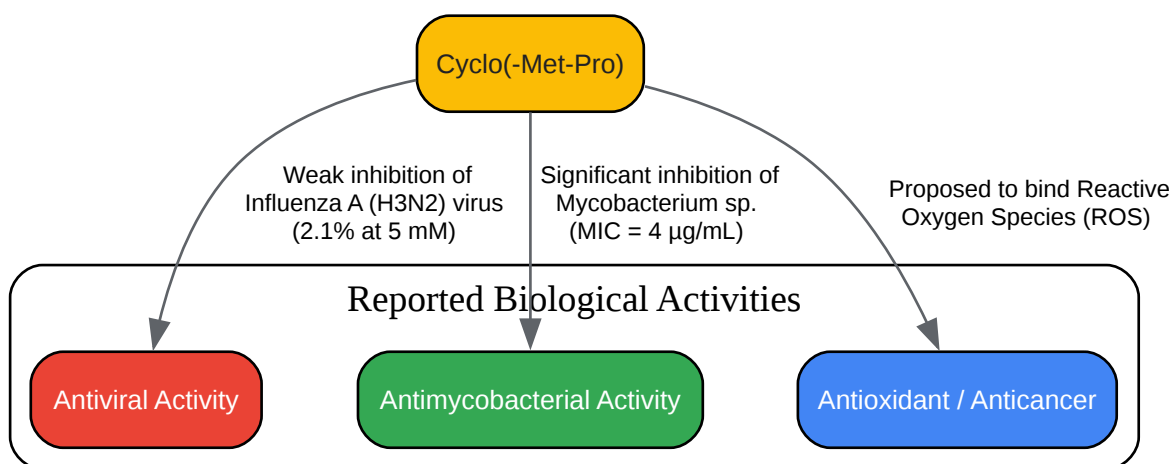 Cyclo(-Met-Pro)
Weak inhibition of
Influenza A (H3N2) virus
(2.1% at 5 mM)
Significant inhibition of
Mycobacterium sp.
(MIC = 4 µg/mL)
Proposed to bind Reactive
Oxygen Species (ROS)
Reported Biological Activities
Antiviral Activity
Antimycobacterial Activity
Antioxidant / Anticancer